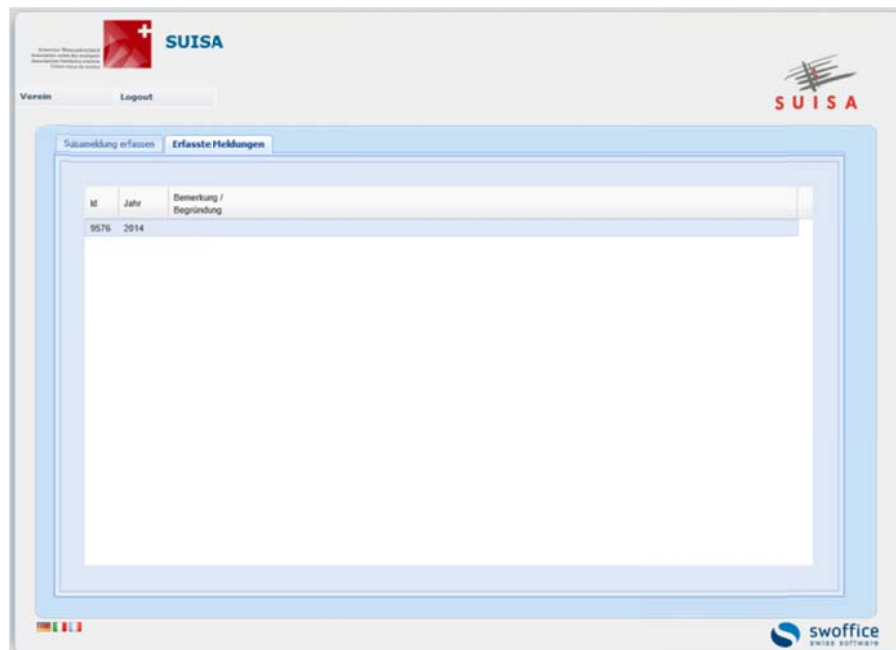 SUISA
SUISA
Verein Logout
Suisameldung erfassen Erfasste Meldungen
Id Jahr Bemerkung /
Begründung
9576 2014
swoffice
swiss software